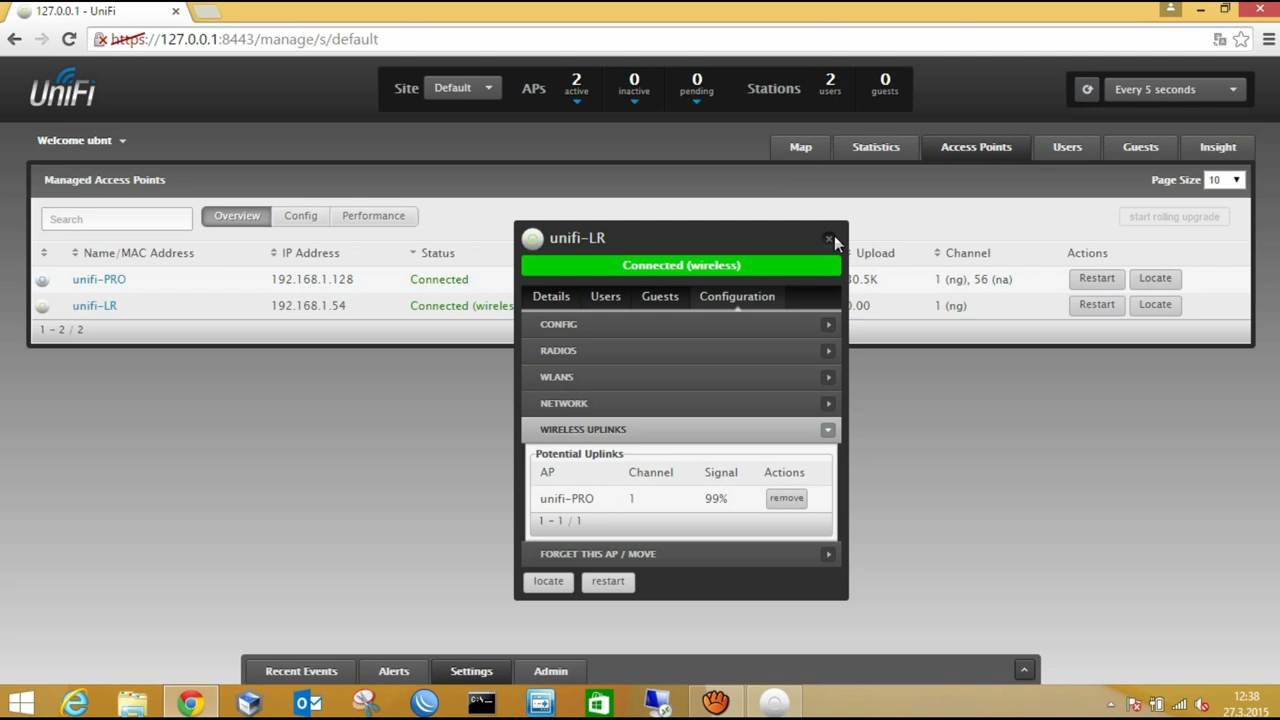 127.0.0.1 - UniFi
https://127.0.0.1:8443/manage/s/default
UniFi
Site Default APs 2 active 0 inactive 0 pending Stations 2 users 0 guests
Every 5 seconds
Welcome ubnt
Map Statistics Access Points Users Guests Insight
Managed Access Points
Page Size 10
Search Overview Config Performance
start rolling upgrade
Name/MAC Address IP Address Status Upload Channel Actions
unifi-PRO 192.168.1.128 Connected 1 (ng), 56 (na) Restart Locate
unifi-LR 192.168.1.54 Connected (wireles 0.00 1 (ng) Restart Locate
1 - 2 / 2
unifi-LR
Connected (wireless)
Details Users Guests Configuration
CONFIG
RADIOS
WLANS
NETWORK
WIRELESS UPLINKS
Potential Uplinks
AP Channel Signal Actions
unifi-PRO 1 99% remove
1 - 1 / 1
FORGET THIS AP / MOVE
locate restart
Recent Events Alerts Settings Admin
12:38
27.3.2015